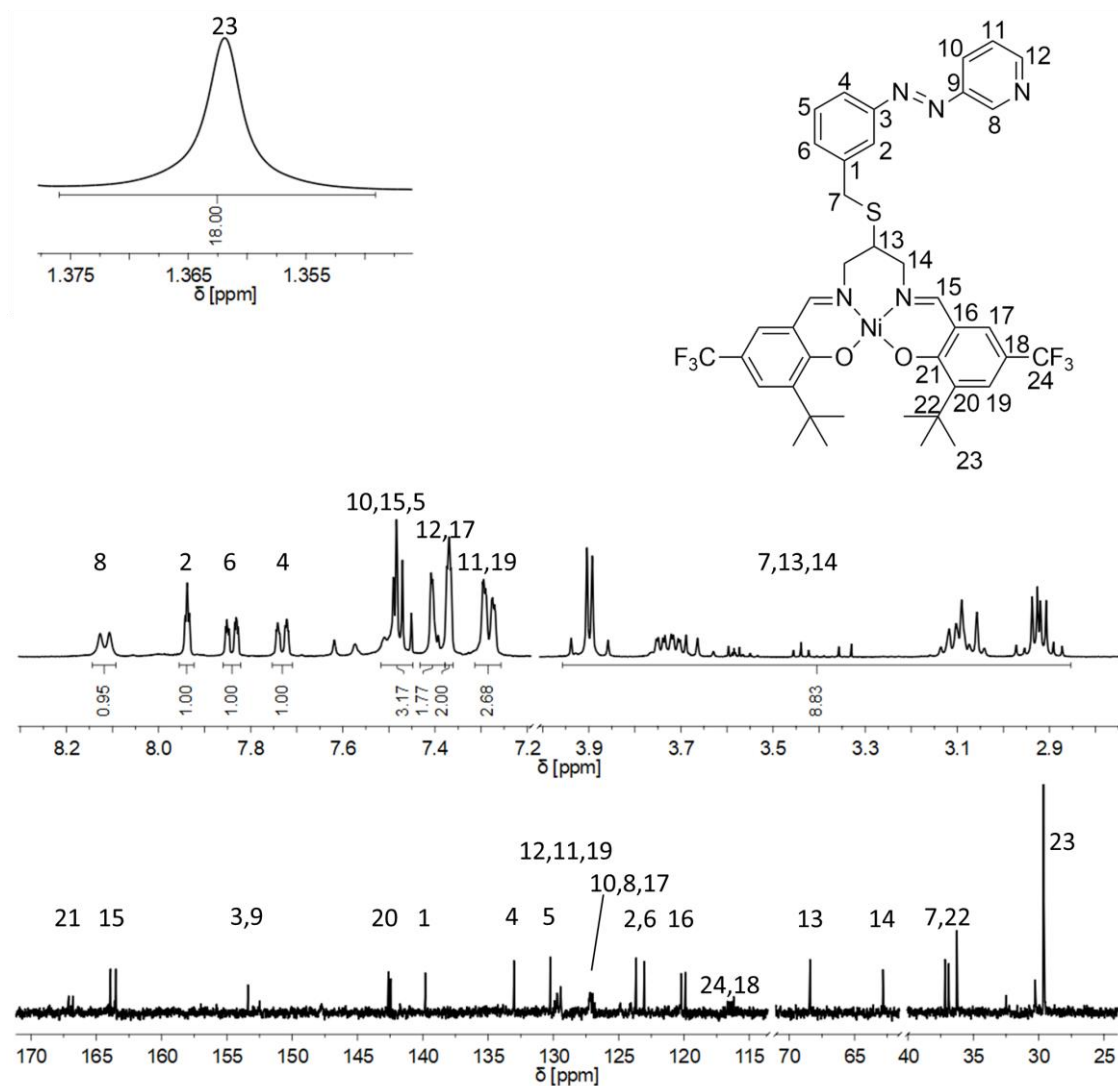 23
18.00
1.375 1.365 1.355
δ [ppm]
11
10 12
4 N N 9 N
5 3 8
6 2
1
7 S
13
14
N N 15
16 17
Ni
F₃C O O 18 CF₃
21 24
22 20 19
23
10,15,5
12,17
8 2 6 4 11,19 7,13,14
0.95 1.00 1.00 1.00 3.17 1.77 2.00 2.68 8.83
8.2 8.0 7.8 7.6 7.4 7.2 3.9 3.7 3.5 3.3 3.1 2.9
δ [ppm] δ [ppm]
23
12,11,19
10,8,17
21 15 3,9 20 1 4 5 2,6 16 13 14 7,22
24,18
170 165 160 155 150 145 140 135 130 125 120 115 70 65 40 35 30 25
δ [ppm]